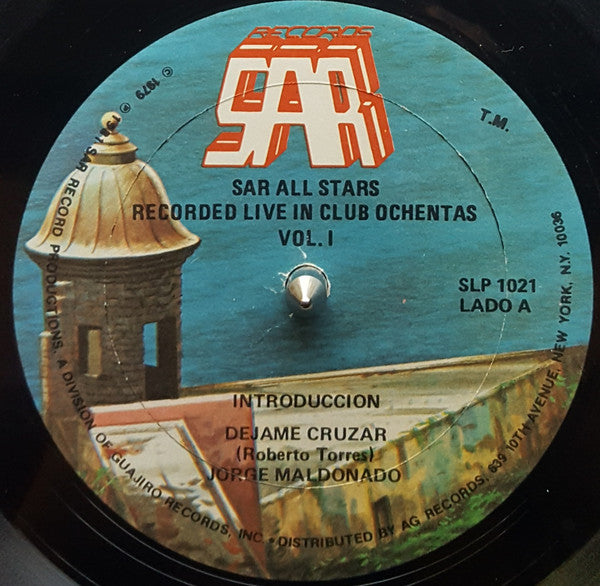 RECORDS
SAR
T.M.
SAR ALL STARS
RECORDED LIVE IN CLUB OCHENTAS
VOL. I
SLP 1021
LADO A
INTRODUCCION
DEJAME CRUZAR
(Roberto Torres)
JORGE MALDONADO
© 1979 ℗ 1981 SAR RECORD PRODUCTIONS. A DIVISION OF GUAJIRO RECORDS, INC. • DISTRIBUTED BY AG RECORDS, 639 10TH AVENUE, NEW YORK, N.Y. 10036